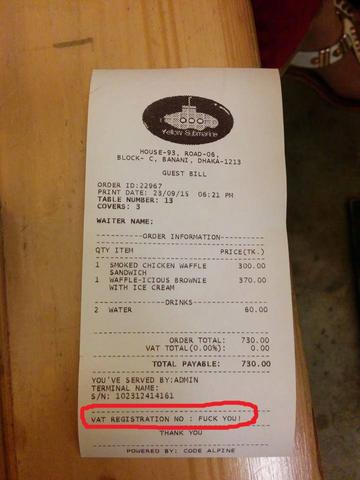 Yellow Submarine
HOUSE-93, ROAD-06,
BLOCK- C, BANANI, DHAKA-1213
GUEST BILL
ORDER ID:22967
PRINT DATE: 23/09/15 06:21 PM
TABLE NUMBER: 13
COVERS: 3
WAITER NAME:
ORDER INFORMATION
QTY ITEM PRICE(TK.)
1 SMOKED CHICKEN WAFFLE 300.00
SANDWICH
1 WAFFLE-ICIOUS BROWNIE 370.00
WITH ICE CREAM
DRINKS
2 WATER 60.00
ORDER TOTAL: 730.00
VAT TOTAL(0.00%): 0.00
TOTAL PAYABLE: 730.00
YOU'VE SERVED BY:ADMIN
TERMINAL NAME:
S/N: 102312414161
VAT REGISTRATION NO : FUCK YOU!
THANK YOU
POWERED BY: CODE ALPINE